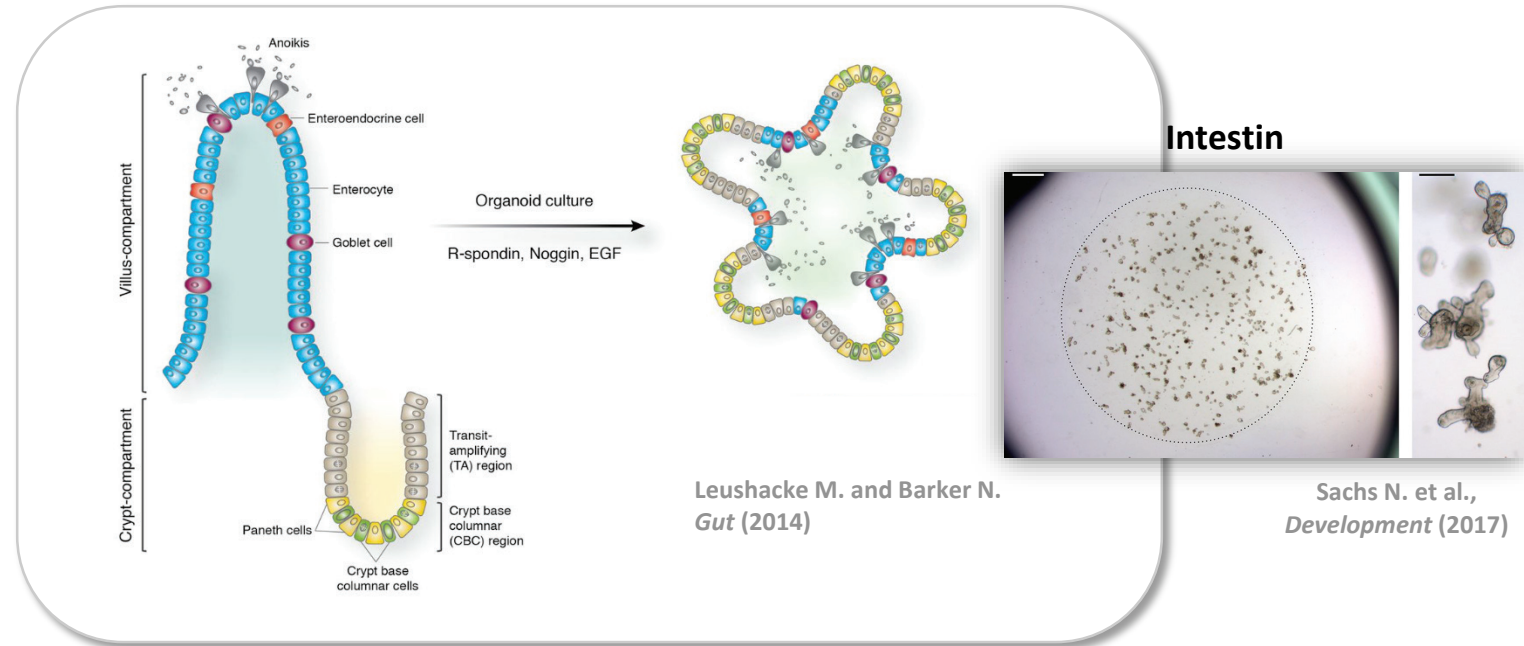 Anoikis
Enteroendocrine cell
Enterocyte
Goblet cell
Villus-compartment
Crypt-compartment
Transit-
amplifying
(TA) region
Paneth cells
Crypt base
columnar
(CBC) region
Crypt base
columnar cells
Organoid culture
R-spondin, Noggin, EGF
Intestin
Leushacke M. and Barker N.
Gut (2014)
Sachs N. et al.,
Development (2017)